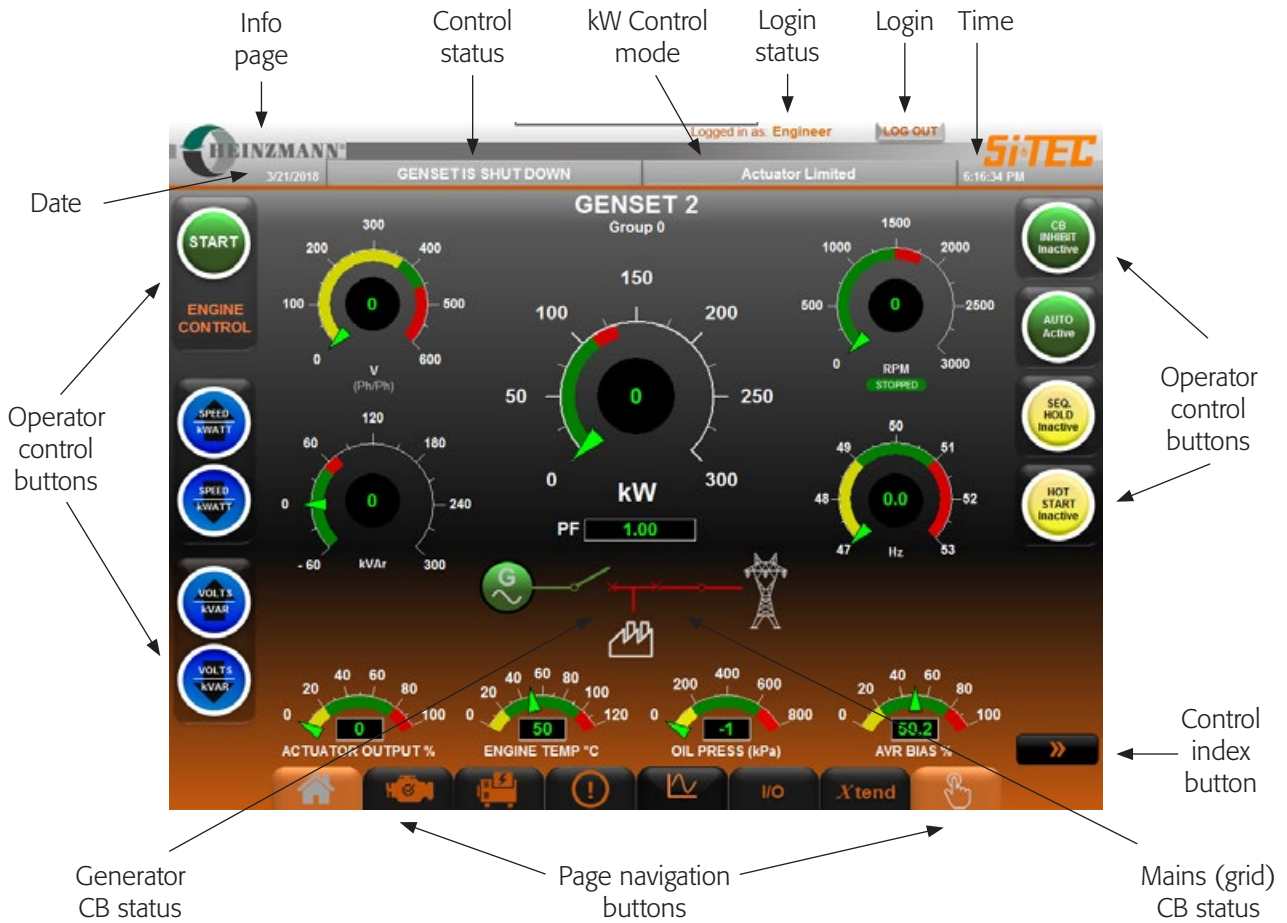 Info
page
Control
status
kW Control
mode
Login
status
Login
Time
Logged in as: Engineer
LOG OUT
HEINZMANN®
Si·TEC
3/21/2018
GENSET IS SHUT DOWN
Actuator Limited
6:16:34 PM
Date
GENSET 2
Group 0
START
ENGINE
CONTROL
0
100
200
300
400
500
600
0
V
(Ph/Ph)
0
50
100
150
200
250
300
0
kW
PF
1.00
0
500
1000
1500
2000
2500
3000
0
RPM
STOPPED
CB
INHIBIT
Inactive
AUTO
Active
SEQ.
HOLD
Inactive
HOT
START
Inactive
Operator
control
buttons
Operator
control
buttons
SPEED
kWATT
SPEED
kWATT
VOLTS
kVAR
VOLTS
kVAR
- 60
0
60
120
180
240
300
0
kVAr
47
48
49
50
51
52
53
0.0
Hz
G
0
20
40
60
80
100
0
ACTUATOR OUTPUT %
0
20
40
60
80
100
120
50
ENGINE TEMP °C
0
200
400
600
800
-1
OIL PRESS (kPa)
0
20
40
60
80
100
50.2
AVR BIAS %
Control
index
button
I/O
Xtend
Generator
CB status
Page navigation
buttons
Mains (grid)
CB status